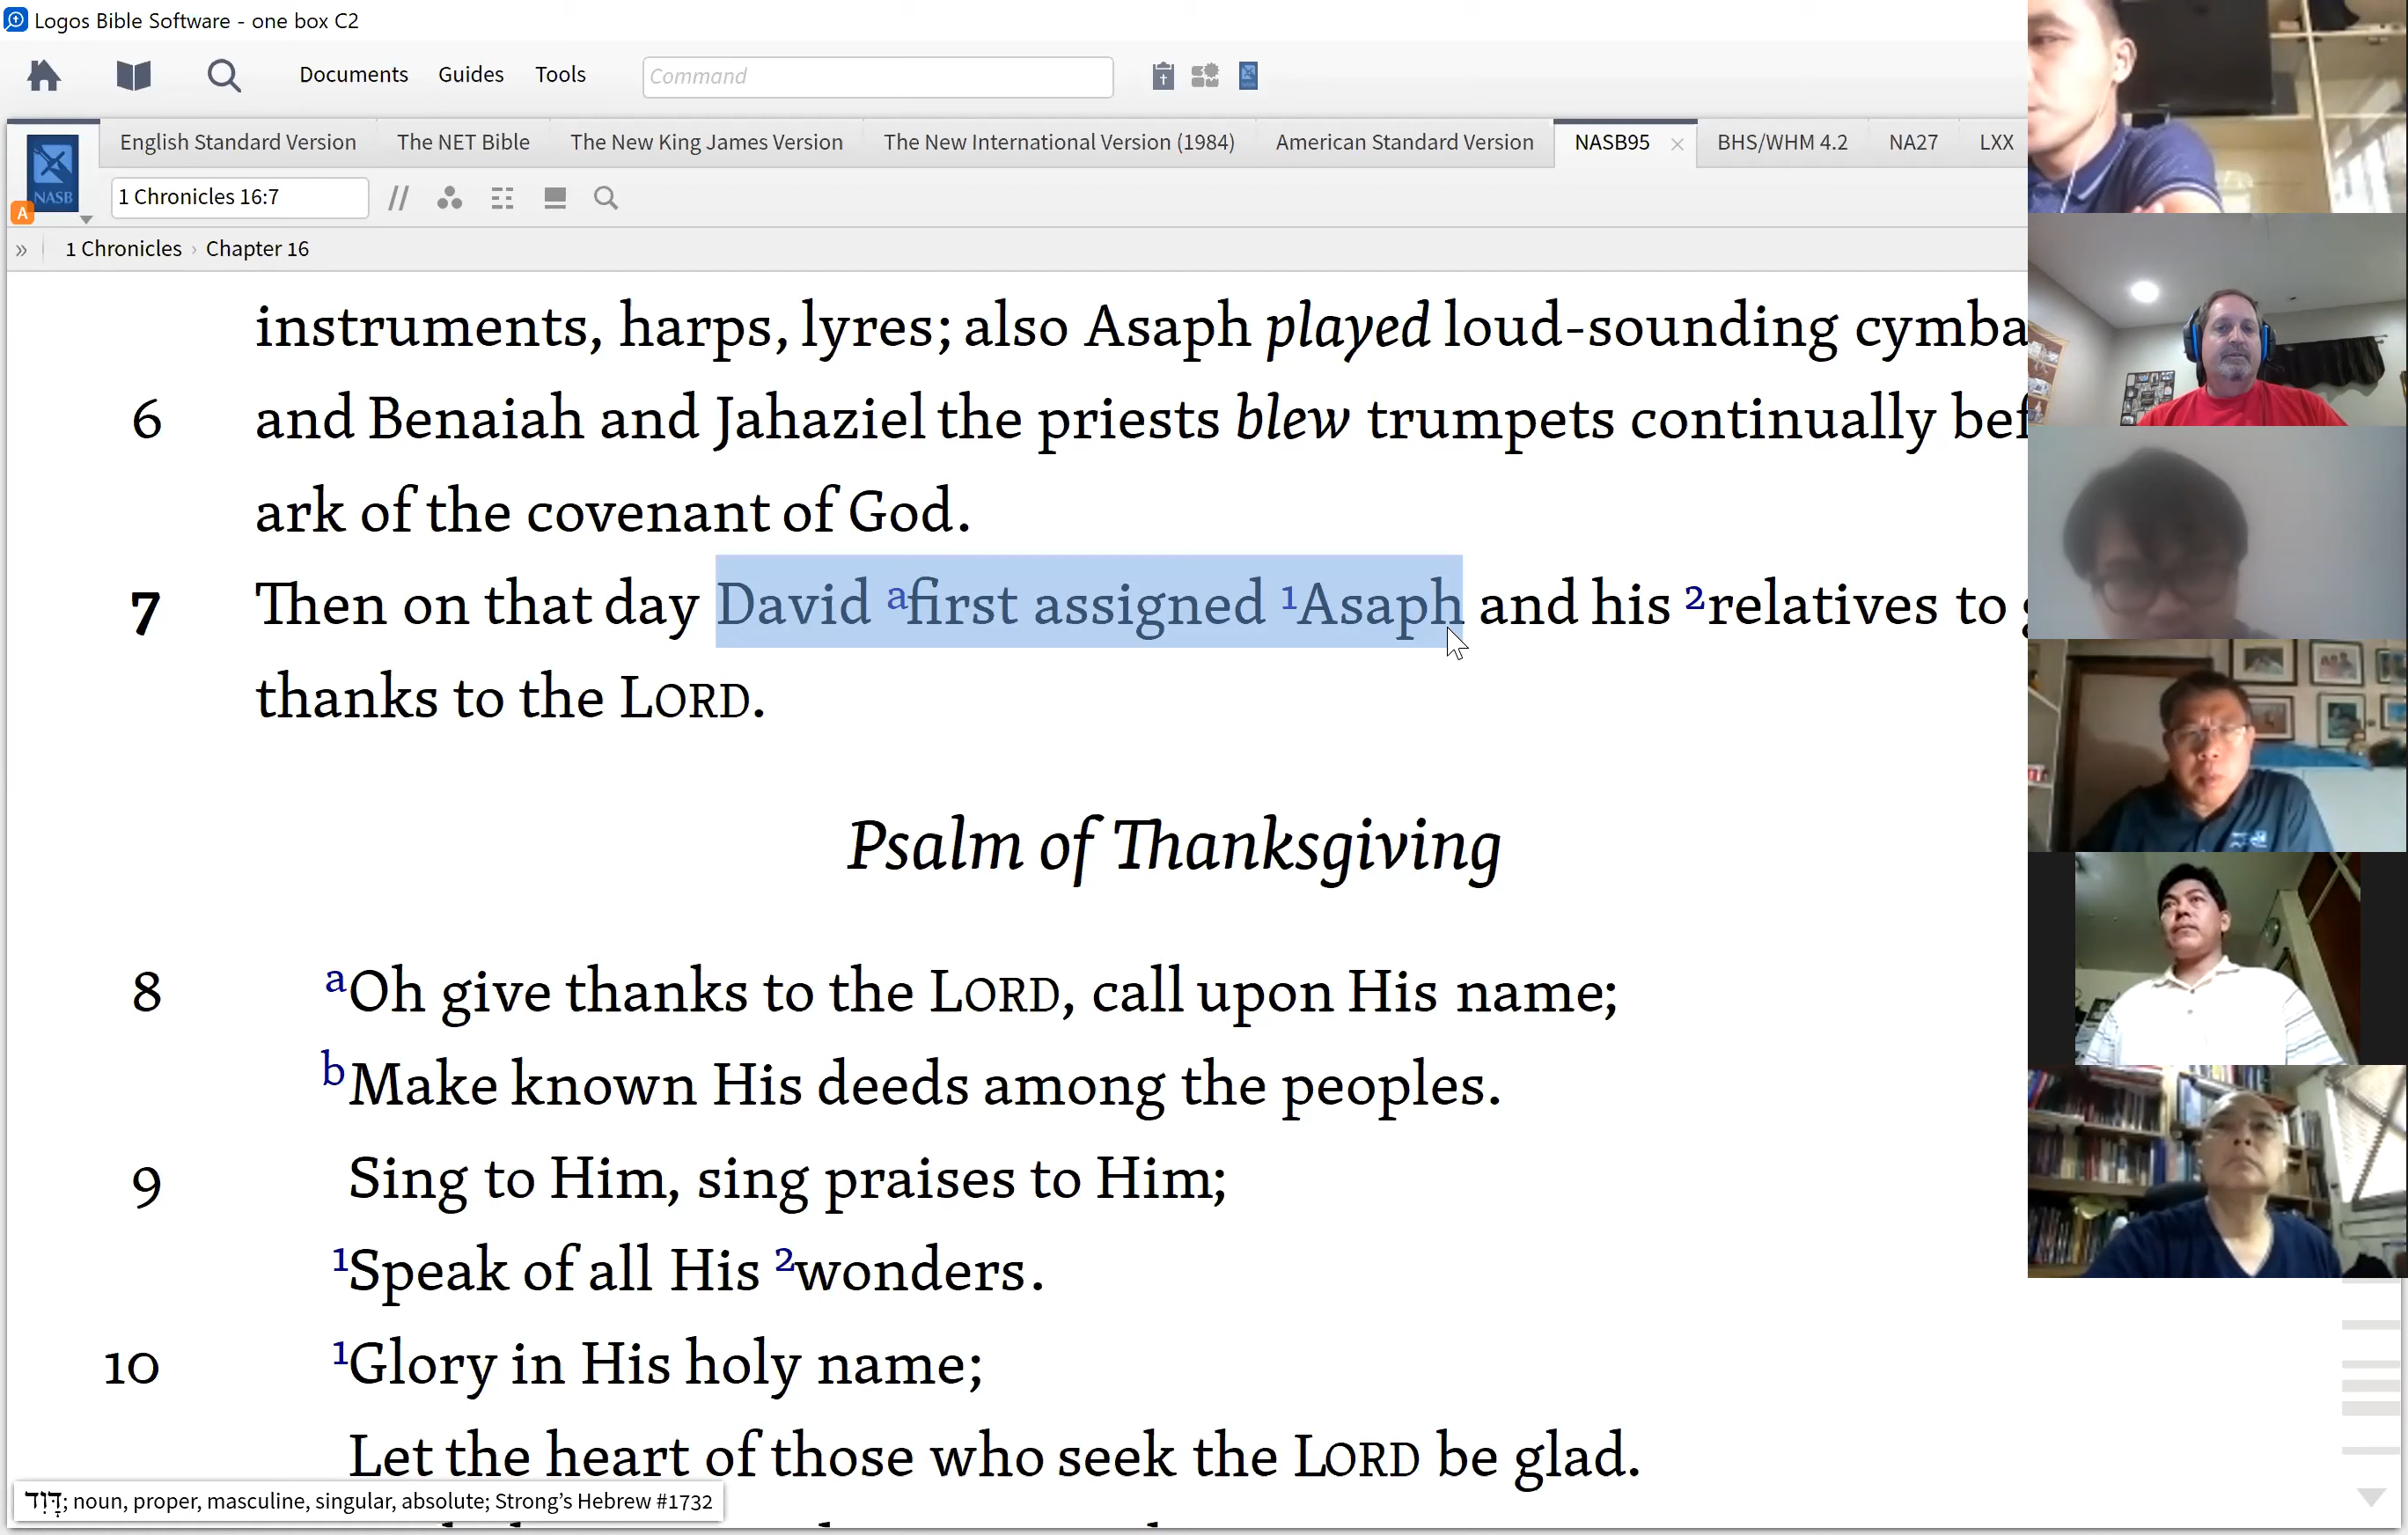 Logos Bible Software - one box C2
Documents Guides Tools Command
English Standard Version The NET Bible The New King James Version The New International Version (1984) American Standard Version NASB95 BHS/WHM 4.2 NA27 LXX
NASB
A
1 Chronicles 16:7
» 1 Chronicles › Chapter 16
instruments, harps, lyres; also Asaph played loud-sounding cymba
6 and Benaiah and Jahaziel the priests blew trumpets continually bef
ark of the covenant of God.
7 Then on that day David ᵃfirst assigned ¹Asaph and his ²relatives to g
thanks to the LORD.
Psalm of Thanksgiving
8 ᵃOh give thanks to the LORD, call upon His name;
ᵇMake known His deeds among the peoples.
9 Sing to Him, sing praises to Him;
¹Speak of all His ²wonders.
10 ¹Glory in His holy name;
Let the heart of those who seek the LORD be glad.
דָּוִד; noun, proper, masculine, singular, absolute; Strong's Hebrew #1732